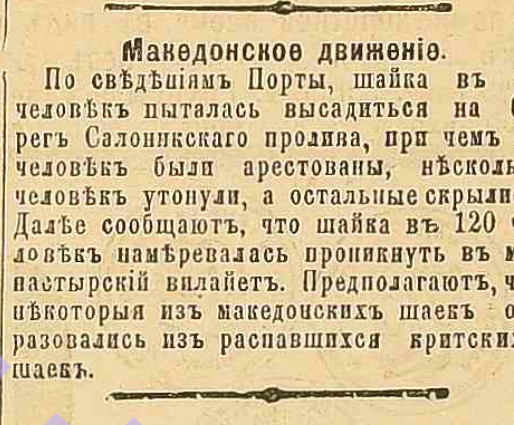 Македонское движеніе.
По свѣдѣніямъ Порты, шайка въ
человѣкъ пыталась высадиться на
регъ Салоникскаго пролива, при чемъ
человѣкъ были арестованы, нѣсколь
человѣкъ утонули, а остальные скрыли
Далѣе сообщаютъ, что шайка въ 120 ч
ловѣкъ намѣревалась проникнуть въ м
настырскій вилайетъ. Предполагаютъ, ч
нѣкоторыя изъ македонскихъ шаекъ о
разовались изъ распавшихся критски
шаекъ.